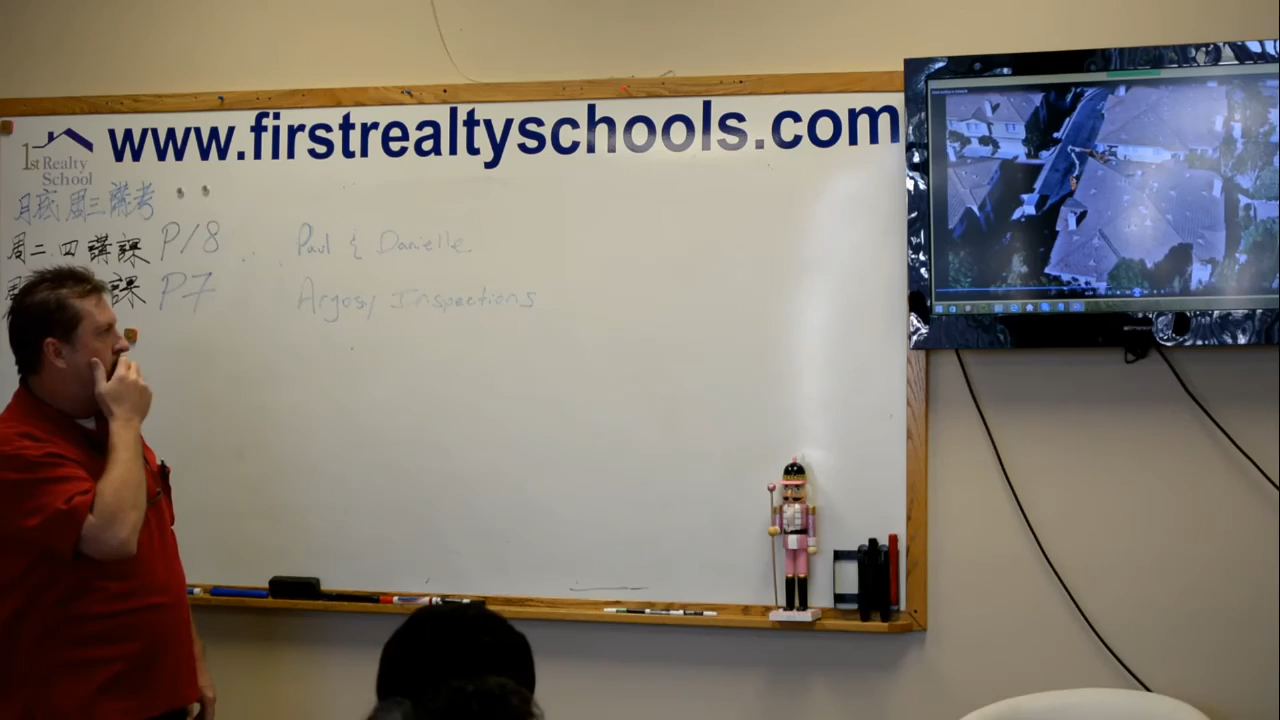 www.firstrealtyschools.com
1st Realty
School
月底 周三 講考
周二.四 講課 P18
課 P7
Paul & Danielle
Argos Inspections